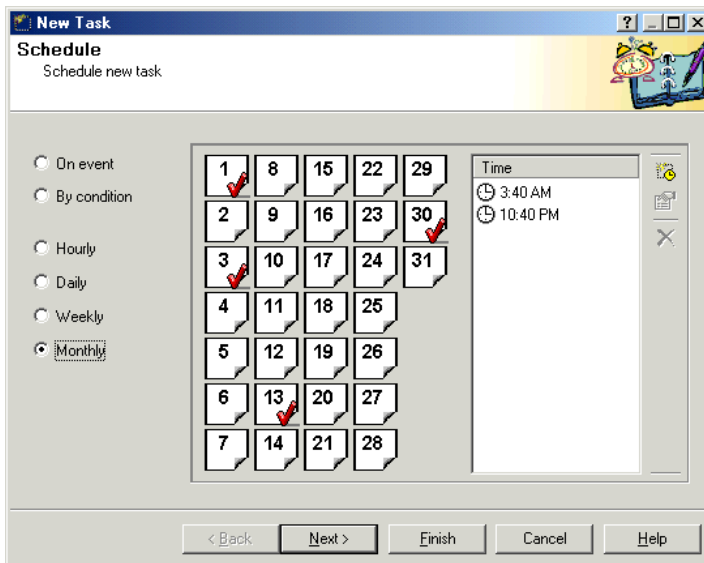 New Task
Schedule
Schedule new task
On event
By condition
Hourly
Daily
Weekly
Monthly
1 8 15 22 29
2 9 16 23 30
3 10 17 24 31
4 11 18 25
5 12 19 26
6 13 20 27
7 14 21 28
Time
3:40 AM
10:40 PM
< Back Next > Finish Cancel Help